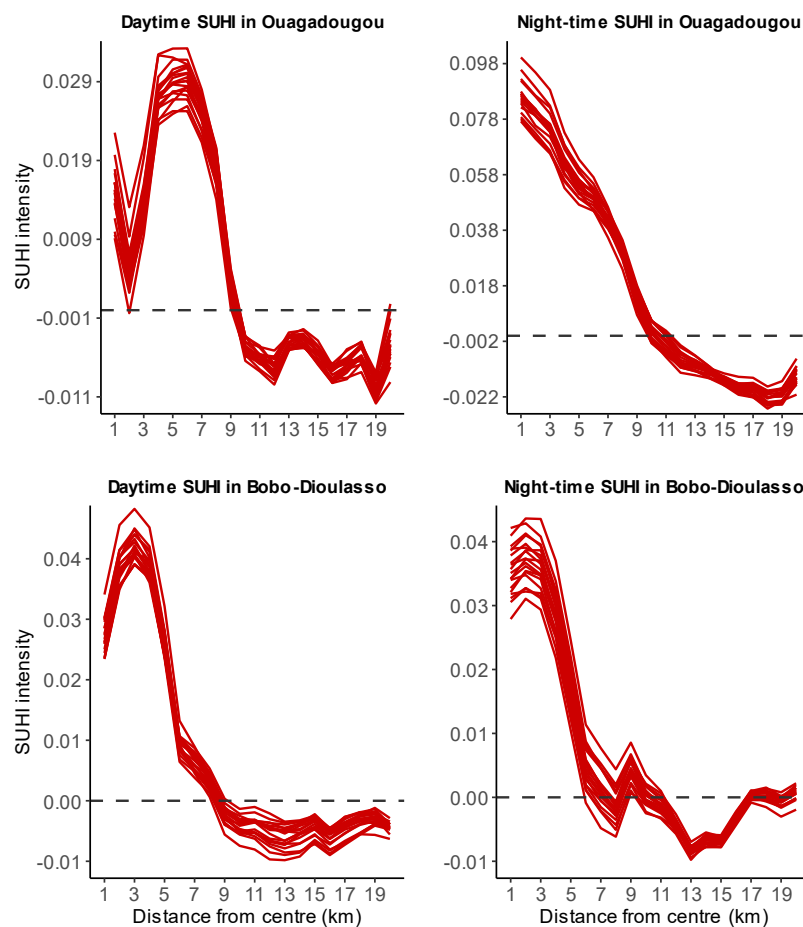 Daytime SUHI in Ouagadougou
Night-time SUHI in Ouagadougou
SUHI intensity
0.029
0.019
0.009
-0.001
-0.011
1 3 5 7 9 11 13 15 17 19
0.098
0.078
0.058
0.038
0.018
-0.002
-0.022
1 3 5 7 9 11 13 15 17 19
Daytime SUHI in Bobo-Dioulasso
Night-time SUHI in Bobo-Dioulasso
SUHI intensity
0.04
0.03
0.02
0.01
0.00
-0.01
1 3 5 7 9 11 13 15 17 19
Distance from centre (km)
0.04
0.03
0.02
0.01
0.00
-0.01
1 3 5 7 9 11 13 15 17 19
Distance from centre (km)